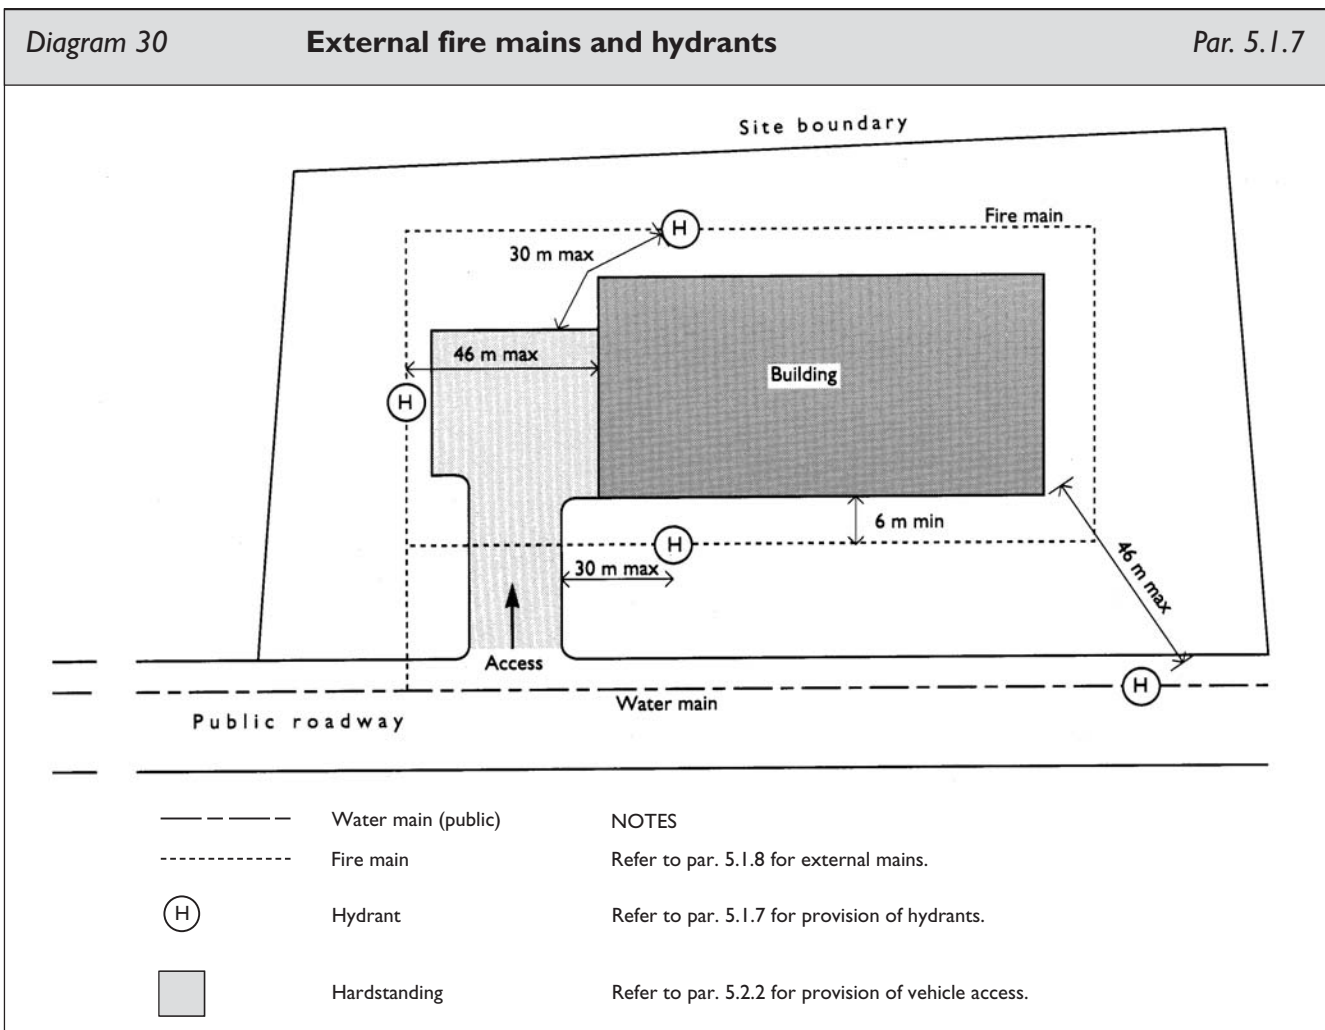 Diagram 30 External fire mains and hydrants Par. 5.1.7
Site boundary
Fire main
H
30 m max
46 m max
Building
H
6 m min
H
30 m max
46 m max
Access
H
Water main
Public roadway
Water main (public) NOTES
Fire main Refer to par. 5.1.8 for external mains.
H Hydrant Refer to par. 5.1.7 for provision of hydrants.
Hardstanding Refer to par. 5.2.2 for provision of vehicle access.